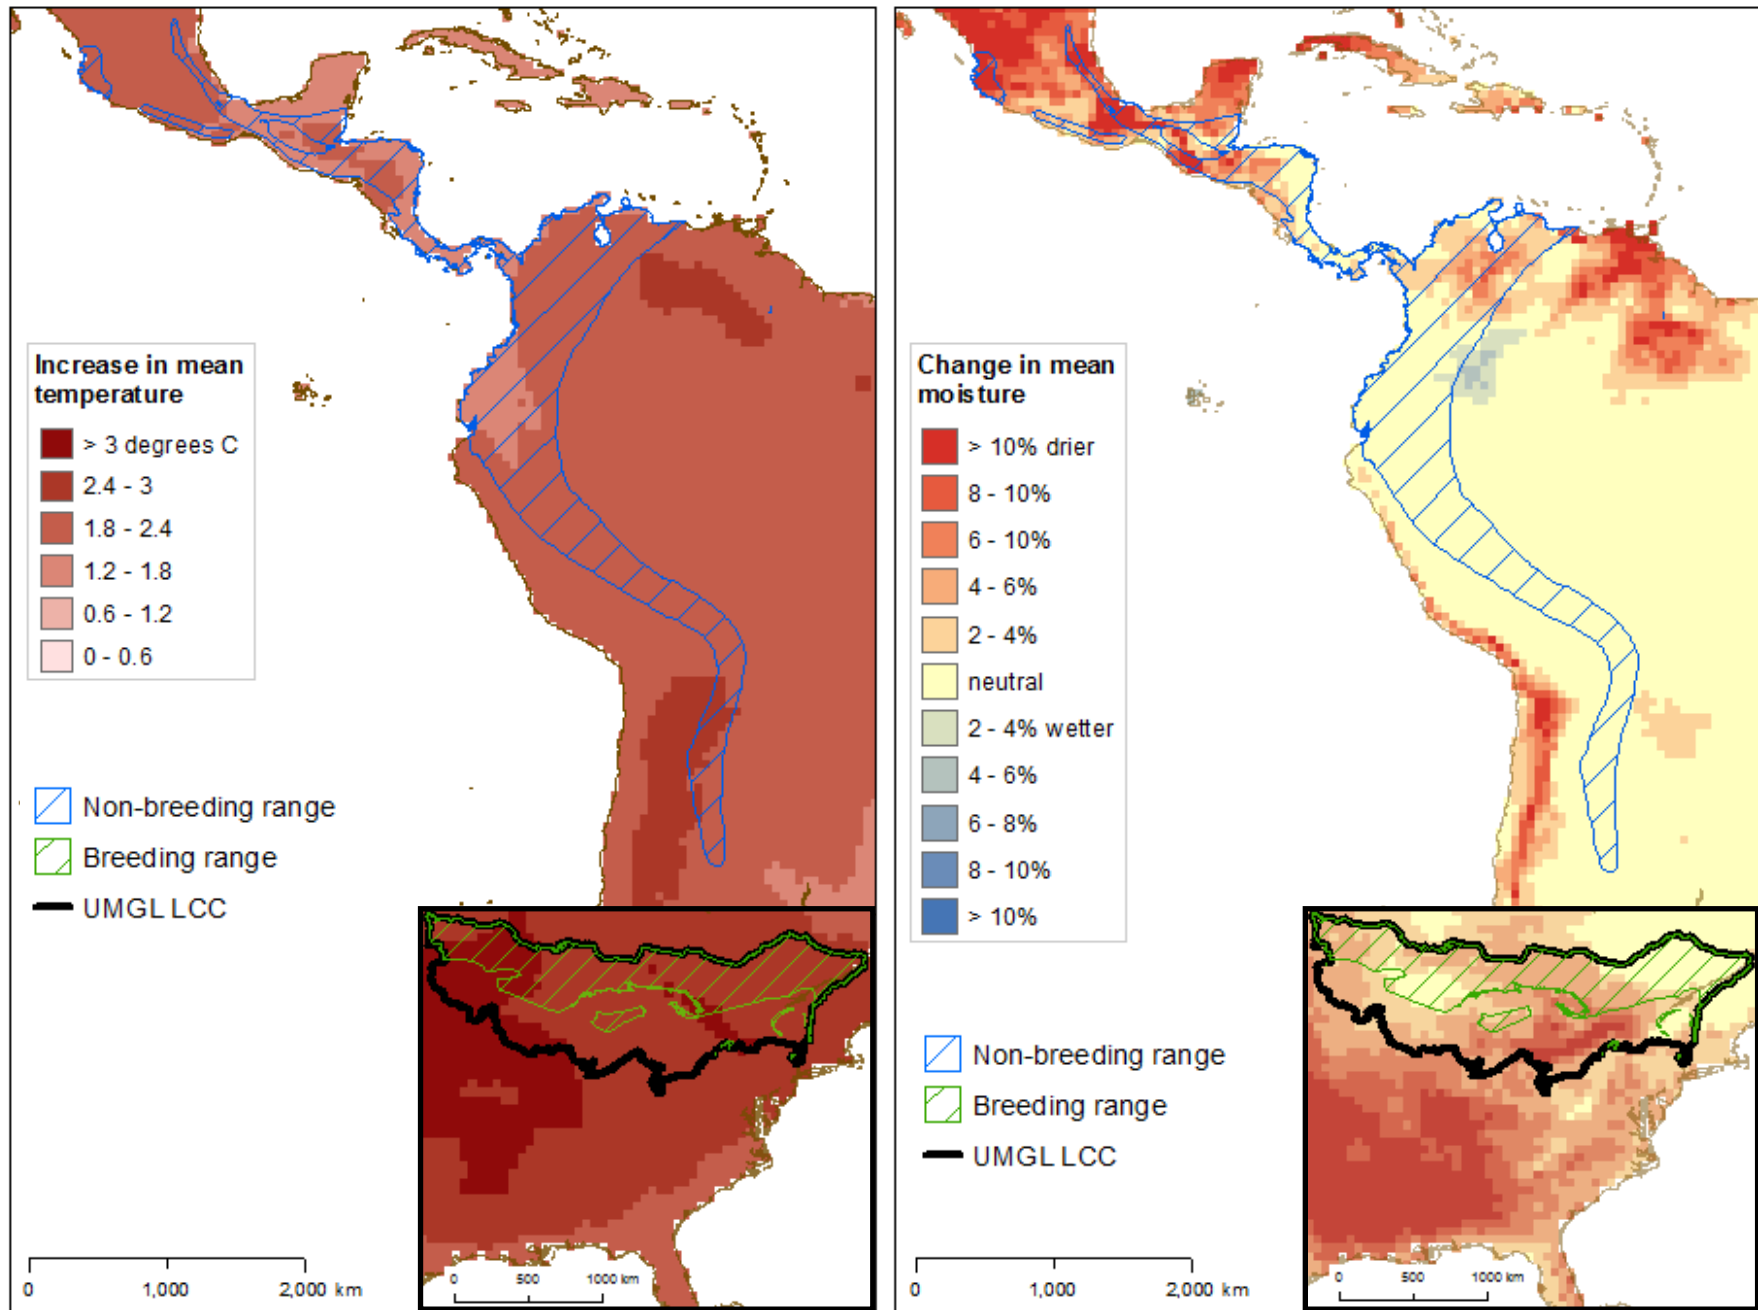 Increase in mean
temperature
> 3 degrees C
2.4 - 3
1.8 - 2.4
1.2 - 1.8
0.6 - 1.2
0 - 0.6
Non-breeding range
Breeding range
UMGL LCC
0 1,000 2,000 km
0 500 1000 km
Change in mean
moisture
> 10% drier
8 - 10%
6 - 10%
4 - 6%
2 - 4%
neutral
2 - 4% wetter
4 - 6%
6 - 8%
8 - 10%
> 10%
Non-breeding range
Breeding range
UMGL LCC
0 1,000 2,000 km
0 500 1000 km